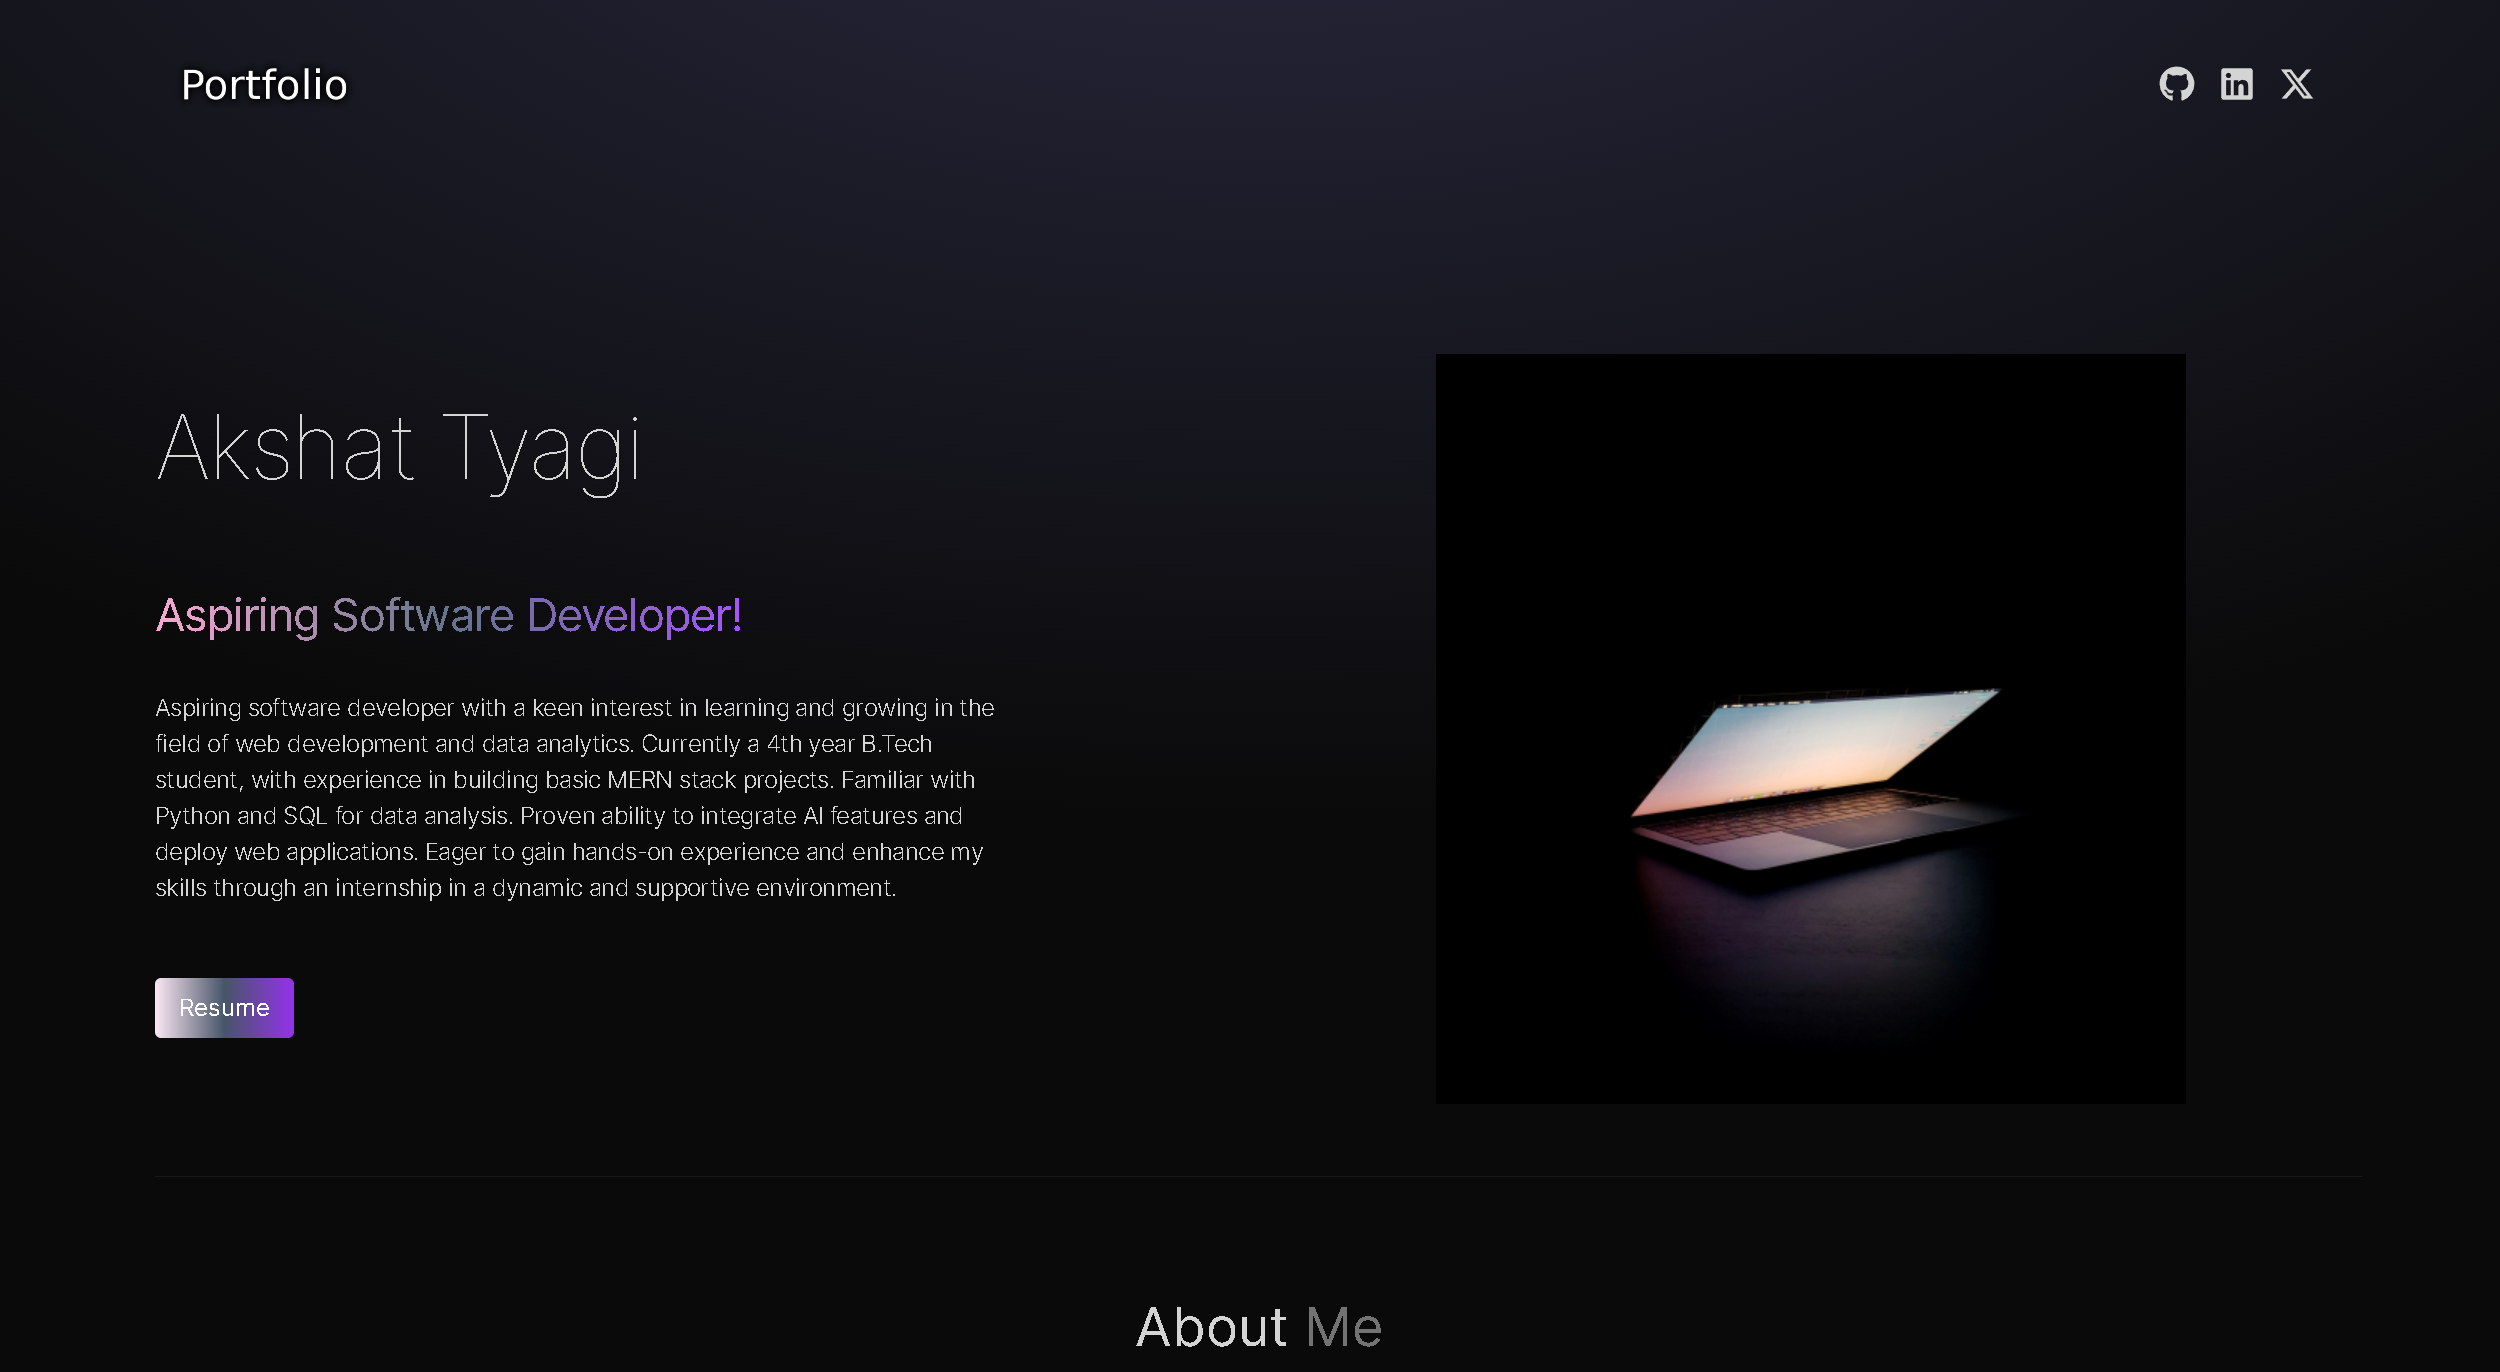 Portfolio
Akshat Tyagi
Aspiring Software Developer!
Aspiring software developer with a keen interest in learning and growing in the
field of web development and data analytics. Currently a 4th year B.Tech
student, with experience in building basic MERN stack projects. Familiar with
Python and SQL for data analysis. Proven ability to integrate AI features and
deploy web applications. Eager to gain hands-on experience and enhance my
skills through an internship in a dynamic and supportive environment.
Resume
About Me